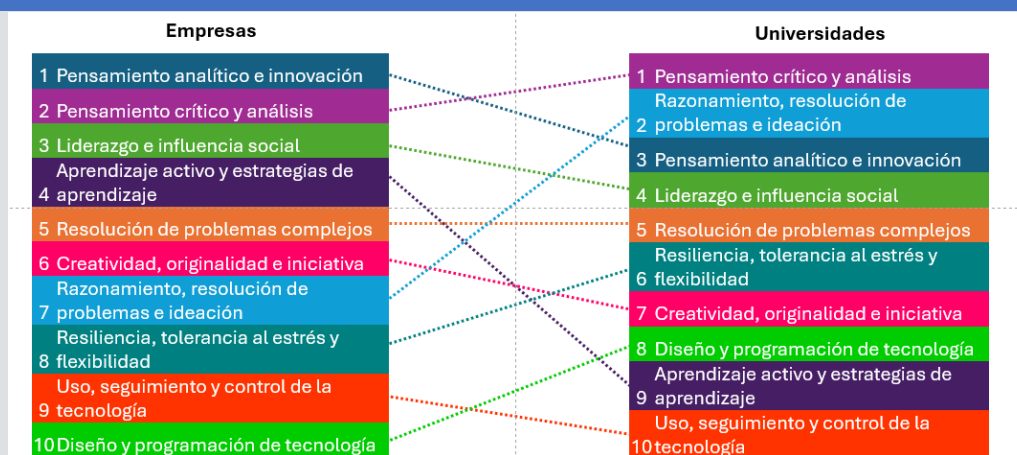 Empresas
1 Pensamiento analítico e innovación
2 Pensamiento crítico y análisis
3 Liderazgo e influencia social
Aprendizaje activo y estrategias de
4 aprendizaje
5 Resolución de problemas complejos
6 Creatividad, originalidad e iniciativa
Razonamiento, resolución de
7 problemas e ideación
Resiliencia, tolerancia al estrés y
8 flexibilidad
Uso, seguimiento y control de la
9 tecnología
10 Diseño y programación de tecnología
Universidades
1 Pensamiento crítico y análisis
Razonamiento, resolución de
2 problemas e ideación
3 Pensamiento analítico e innovación
4 Liderazgo e influencia social
5 Resolución de problemas complejos
Resiliencia, tolerancia al estrés y
6 flexibilidad
7 Creatividad, originalidad e iniciativa
8 Diseño y programación de tecnología
Aprendizaje activo y estrategias de
9 aprendizaje
Uso, seguimiento y control de la
10 tecnología